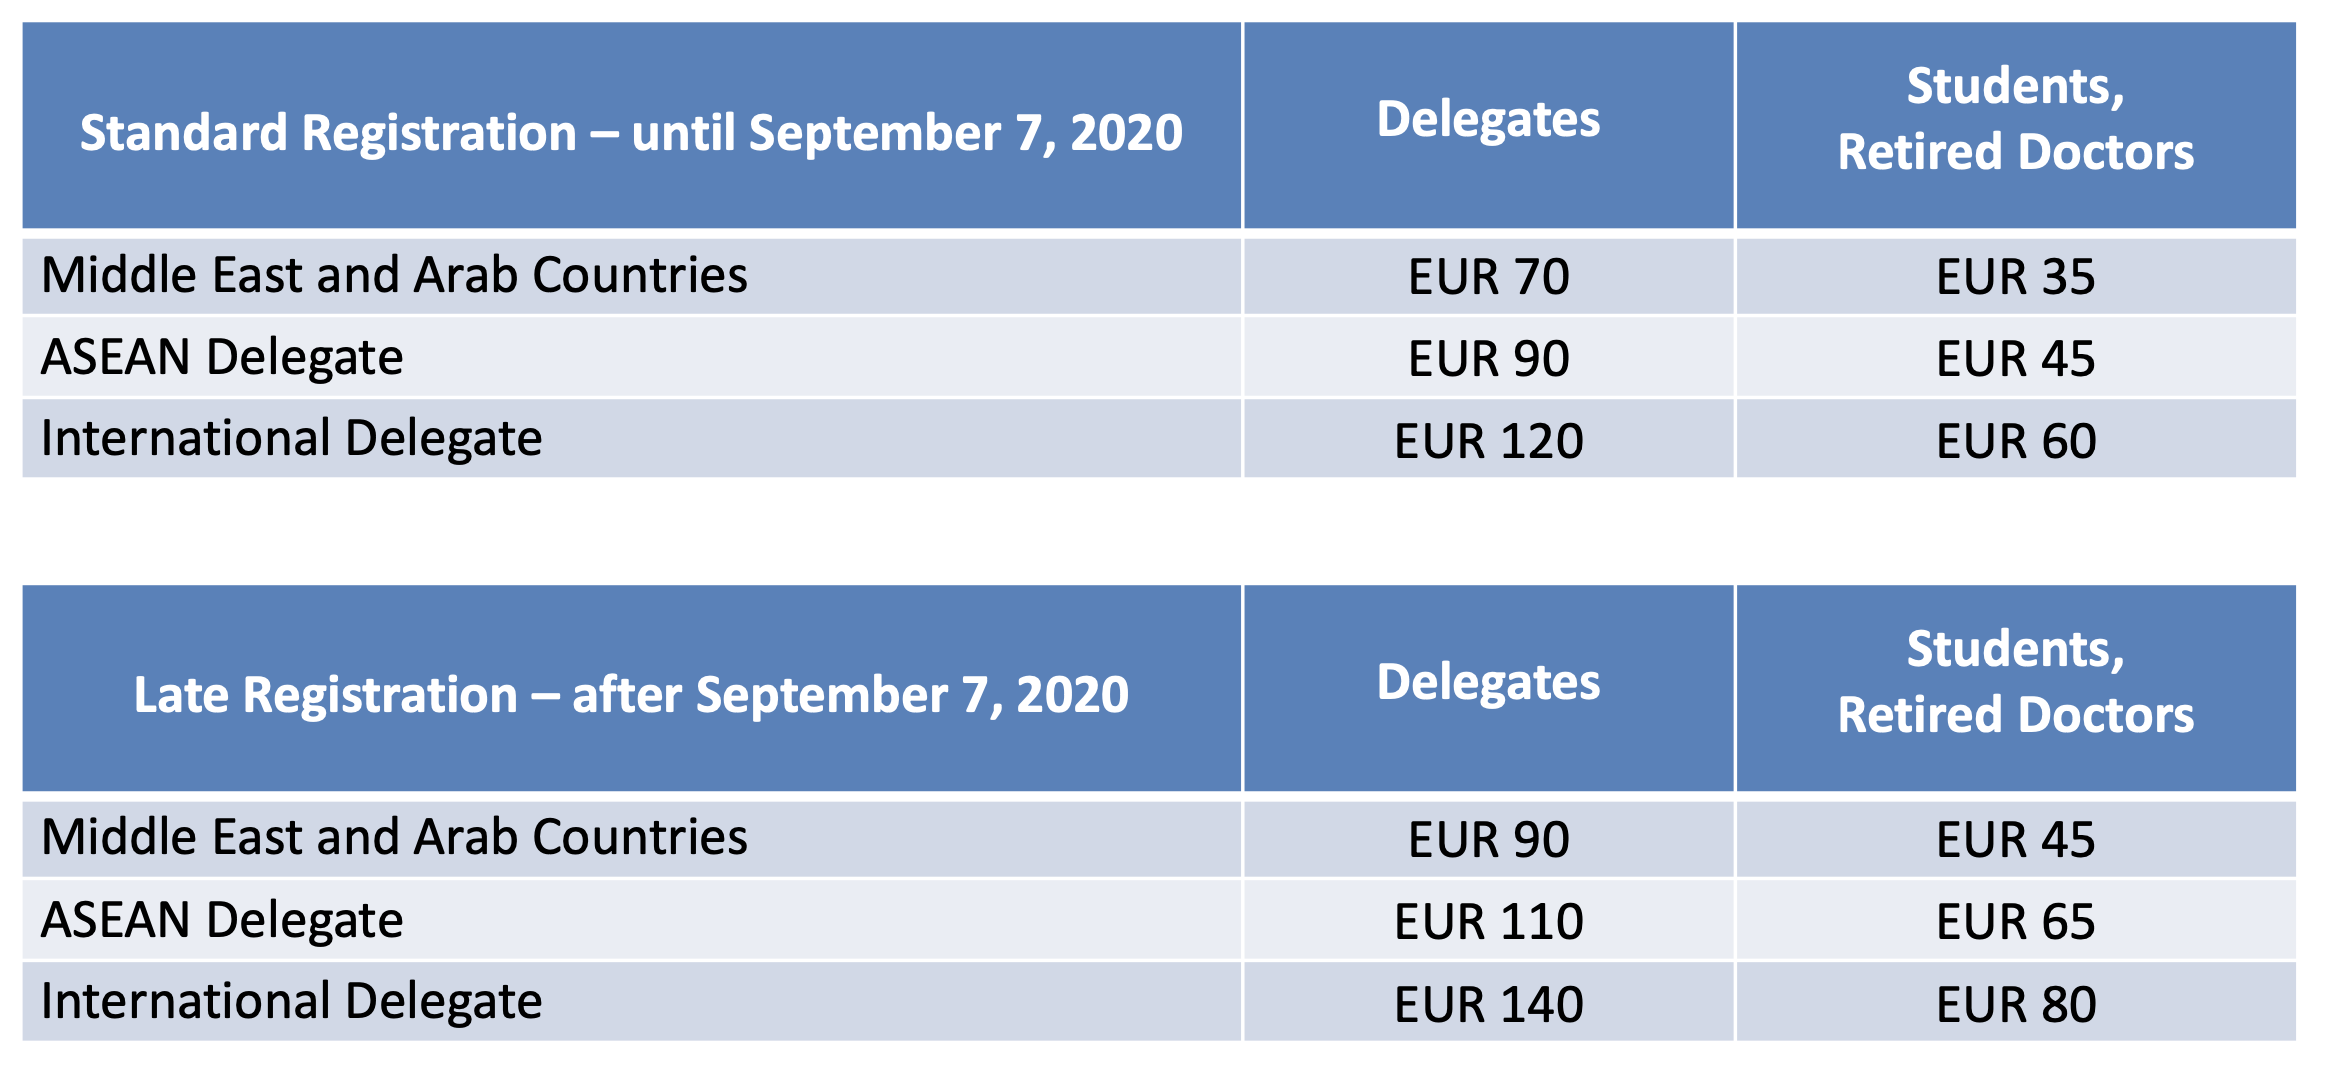 Standard Registration – until September 7, 2020 Delegates Students,
Retired Doctors
Middle East and Arab Countries EUR 70 EUR 35
ASEAN Delegate EUR 90 EUR 45
International Delegate EUR 120 EUR 60
Late Registration – after September 7, 2020 Delegates Students,
Retired Doctors
Middle East and Arab Countries EUR 90 EUR 45
ASEAN Delegate EUR 110 EUR 65
International Delegate EUR 140 EUR 80